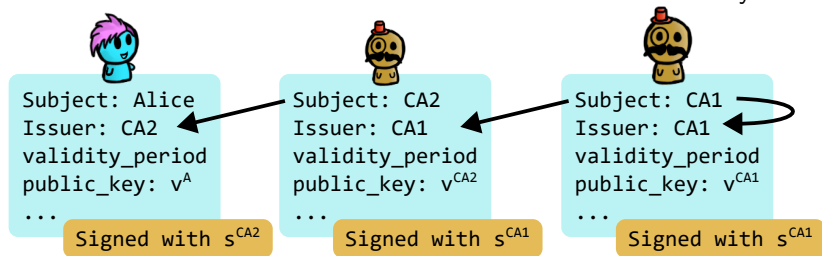 Subject: Alice
Issuer: CA2
validity_period
public_key: v^A
...
Signed with s^CA2
Subject: CA2
Issuer: CA1
validity_period
public_key: v^CA2
...
Signed with s^CA1
Subject: CA1
Issuer: CA1
validity_period
public_key: v^CA1
...
Signed with s^CA1